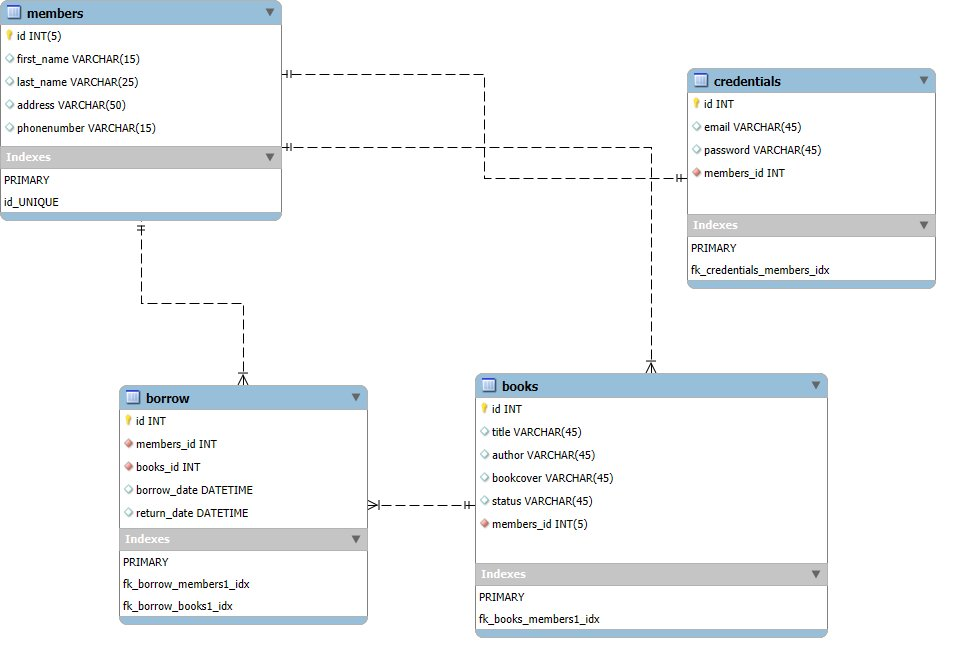 members
id INT(5)
first_name VARCHAR(15)
last_name VARCHAR(25)
address VARCHAR(50)
phonenumber VARCHAR(15)
Indexes
PRIMARY
id_UNIQUE
credentials
id INT
email VARCHAR(45)
password VARCHAR(45)
members_id INT
Indexes
PRIMARY
fk_credentials_members_idx
borrow
id INT
members_id INT
books_id INT
borrow_date DATETIME
return_date DATETIME
Indexes
PRIMARY
fk_borrow_members1_idx
fk_borrow_books1_idx
books
id INT
title VARCHAR(45)
author VARCHAR(45)
bookcover VARCHAR(45)
status VARCHAR(45)
members_id INT(5)
Indexes
PRIMARY
fk_books_members1_idx